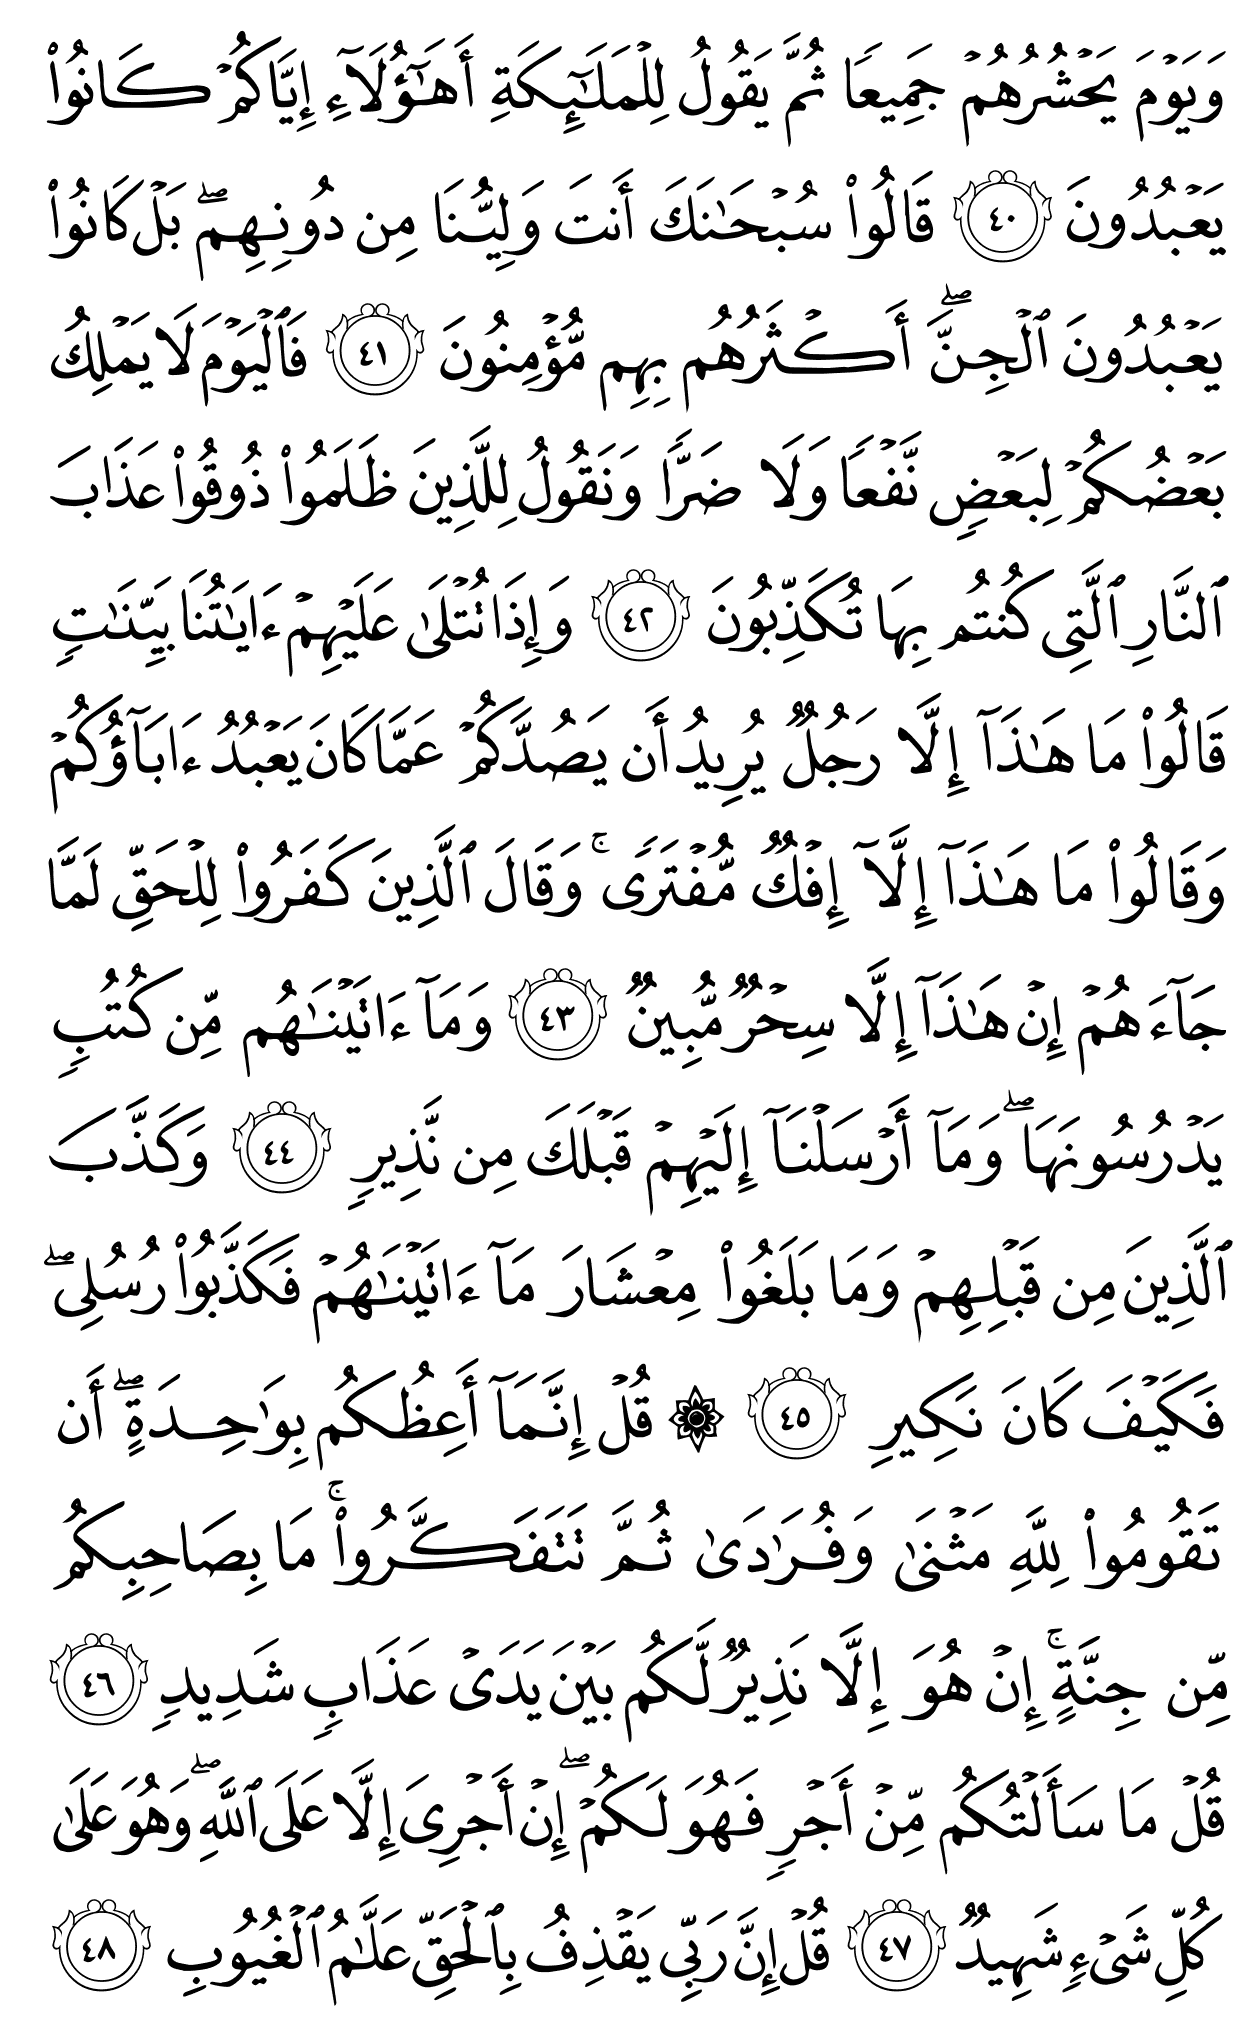 وَيَوْمَ يَحْشُرُهُمْ جَمِيعًا ثُمَّ يَقُولُ لِلْمَلَـٰٓئِكَةِ أَهَـٰٓؤُلَآءِ إِيَّاكُمْ كَانُوا۟
يَعْبُدُونَ ٤٠ قَالُوا۟ سُبْحَـٰنَكَ أَنتَ وَلِيُّنَا مِن دُونِهِم ۖ بَلْ كَانُوا۟
يَعْبُدُونَ ٱلْجِنَّ ۖ أَكْثَرُهُم بِهِم مُّؤْمِنُونَ ٤١ فَٱلْيَوْمَ لَا يَمْلِكُ
بَعْضُكُمْ لِبَعْضٍ نَّفْعًا وَلَا ضَرًّا وَنَقُولُ لِلَّذِينَ ظَلَمُوا۟ ذُوقُوا۟ عَذَابَ
ٱلنَّارِ ٱلَّتِى كُنتُم بِهَا تُكَذِّبُونَ ٤٢ وَإِذَا تُتْلَىٰ عَلَيْهِمْ ءَايَـٰتُنَا بَيِّنَـٰتٍ
قَالُوا۟ مَا هَـٰذَآ إِلَّا رَجُلٌ يُرِيدُ أَن يَصُدَّكُمْ عَمَّا كَانَ يَعْبُدُ ءَابَآؤُكُمْ
وَقَالُوا۟ مَا هَـٰذَآ إِلَّآ إِفْكٌ مُّفْتَرًى ۚ وَقَالَ ٱلَّذِينَ كَفَرُوا۟ لِلْحَقِّ لَمَّا
جَآءَهُمْ إِنْ هَـٰذَآ إِلَّا سِحْرٌ مُّبِينٌ ٤٣ وَمَآ ءَاتَيْنَـٰهُم مِّن كُتُبٍ
يَدْرُسُونَهَا ۖ وَمَآ أَرْسَلْنَآ إِلَيْهِمْ قَبْلَكَ مِن نَّذِيرٍ ٤٤ وَكَذَّبَ
ٱلَّذِينَ مِن قَبْلِهِمْ وَمَا بَلَغُوا۟ مِعْشَارَ مَآ ءَاتَيْنَـٰهُمْ فَكَذَّبُوا۟ رُسُلِى ۖ
فَكَيْفَ كَانَ نَكِيرِ ٤٥ ۞ قُلْ إِنَّمَآ أَعِظُكُم بِوَٰحِدَةٍ ۖ أَن
تَقُومُوا۟ لِلَّهِ مَثْنَىٰ وَفُرَٰدَىٰ ثُمَّ تَتَفَكَّرُوا۟ ۚ مَا بِصَاحِبِكُم
مِّن جِنَّةٍ ۚ إِنْ هُوَ إِلَّا نَذِيرٌ لَّكُم بَيْنَ يَدَىْ عَذَابٍ شَدِيدٍ ٤٦
قُلْ مَا سَأَلْتُكُم مِّنْ أَجْرٍ فَهُوَ لَكُمْ ۖ إِنْ أَجْرِىَ إِلَّا عَلَى ٱللَّهِ ۖ وَهُوَ عَلَىٰ
كُلِّ شَىْءٍ شَهِيدٌ ٤٧ قُلْ إِنَّ رَبِّى يَقْذِفُ بِٱلْحَقِّ عَلَّـٰمُ ٱلْغُيُوبِ ٤٨